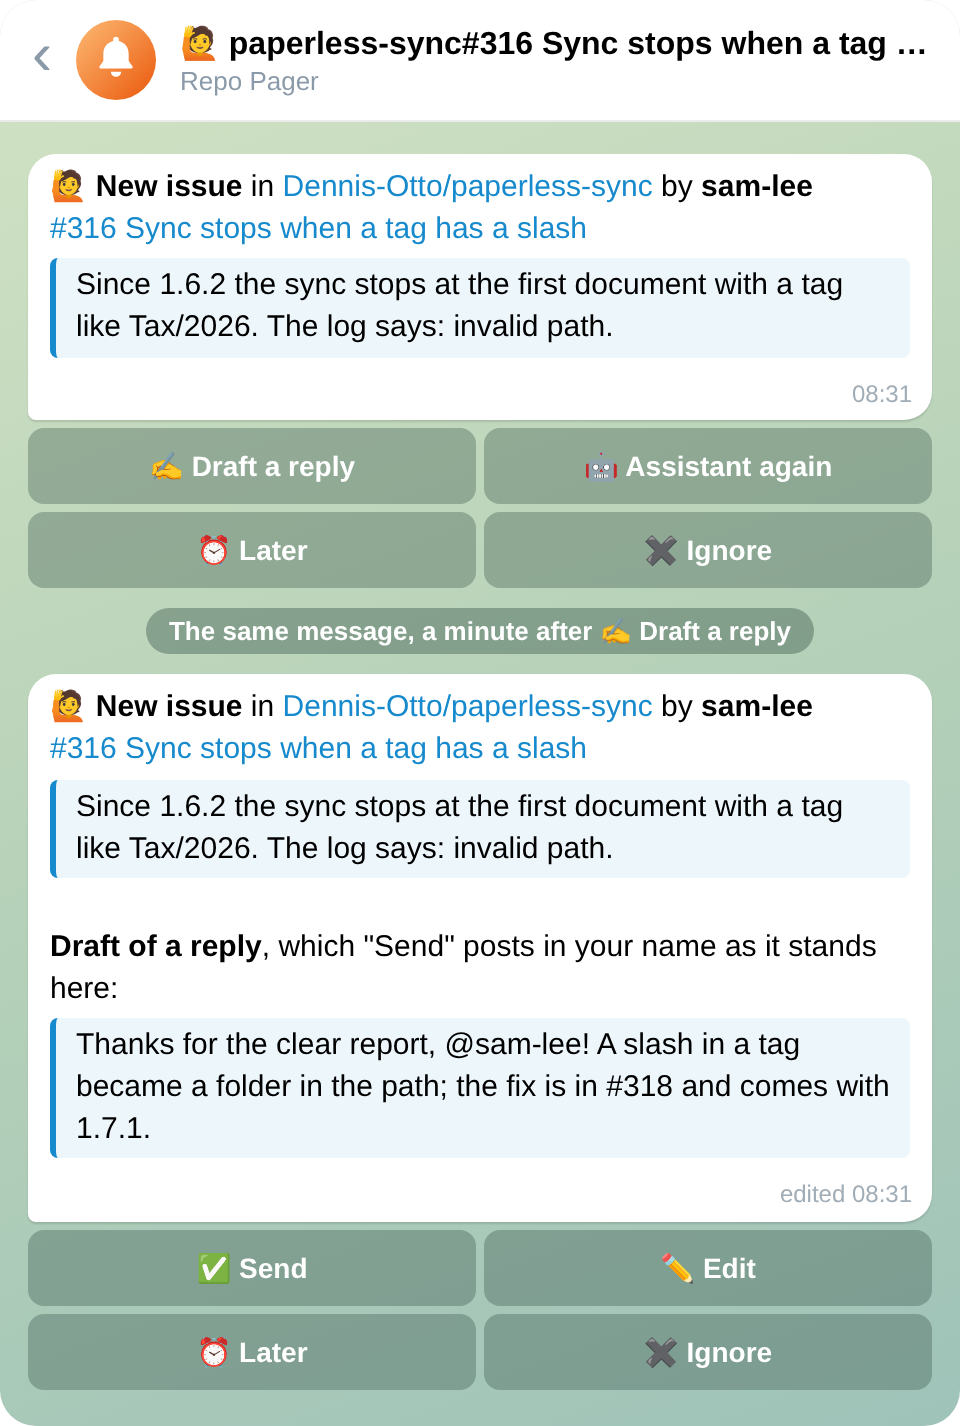 🙋 paperless-sync#316 Sync stops when a tag …
Repo Pager
🙋 New issue in Dennis-Otto/paperless-sync by sam-lee
#316 Sync stops when a tag has a slash
Since 1.6.2 the sync stops at the first document with a tag
like Tax/2026. The log says: invalid path.
08:31
✍️ Draft a reply
🤖 Assistant again
⏰ Later
✖️ Ignore
The same message, a minute after ✍️ Draft a reply
🙋 New issue in Dennis-Otto/paperless-sync by sam-lee
#316 Sync stops when a tag has a slash
Since 1.6.2 the sync stops at the first document with a tag
like Tax/2026. The log says: invalid path.
Draft of a reply, which "Send" posts in your name as it stands
here:
Thanks for the clear report, @sam-lee! A slash in a tag
became a folder in the path; the fix is in #318 and comes with
1.7.1.
edited 08:31
✅ Send
✏️ Edit
⏰ Later
✖️ Ignore